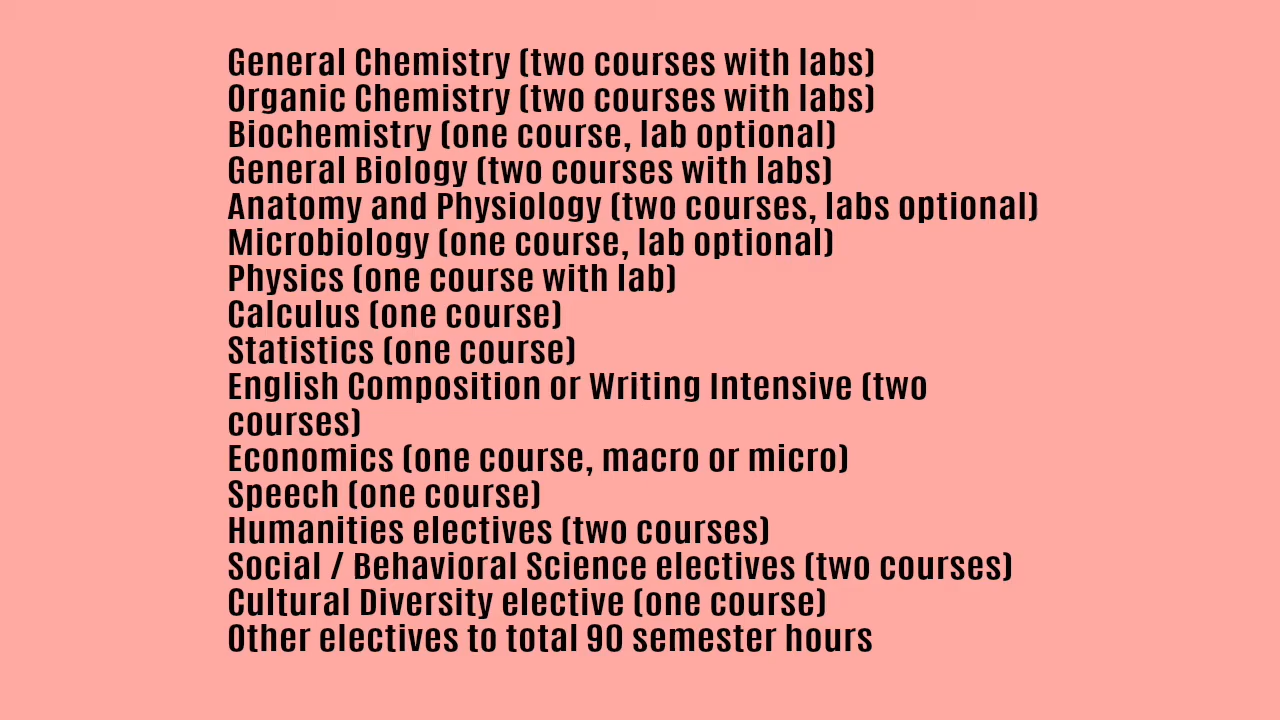 General Chemistry (two courses with labs)
Organic Chemistry (two courses with labs)
Biochemistry (one course, lab optional)
General Biology (two courses with labs)
Anatomy and Physiology (two courses, labs optional)
Microbiology (one course, lab optional)
Physics (one course with lab)
Calculus (one course)
Statistics (one course)
English Composition or Writing Intensive (two
courses)
Economics (one course, macro or micro)
Speech (one course)
Humanities electives (two courses)
Social / Behavioral Science electives (two courses)
Cultural Diversity elective (one course)
Other electives to total 90 semester hours